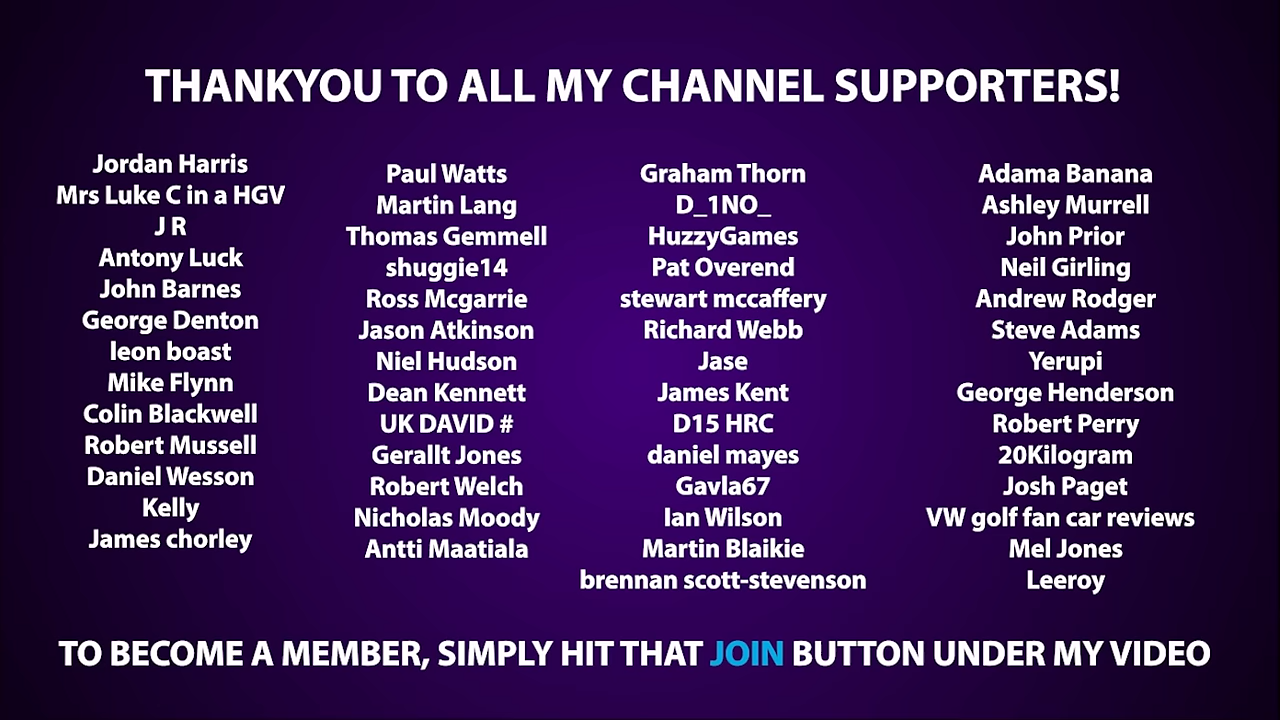 THANKYOU TO ALL MY CHANNEL SUPPORTERS!
Jordan Harris
Mrs Luke C in a HGV
J R
Antony Luck
John Barnes
George Denton
leon boast
Mike Flynn
Colin Blackwell
Robert Mussell
Daniel Wesson
Kelly
James chorley
Paul Watts
Martin Lang
Thomas Gemmell
shuggie14
Ross Mcgarrie
Jason Atkinson
Niel Hudson
Dean Kennett
UK DAVID #
Gerallt Jones
Robert Welch
Nicholas Moody
Antti Maatiala
Graham Thorn
D_1NO_
HuzzyGames
Pat Overend
stewart mccaffery
Richard Webb
Jase
James Kent
D15 HRC
daniel mayes
Gavla67
Ian Wilson
Martin Blaikie
brennan scott-stevenson
Adama Banana
Ashley Murrell
John Prior
Neil Girling
Andrew Rodger
Steve Adams
Yerupi
George Henderson
Robert Perry
20Kilogram
Josh Paget
VW golf fan car reviews
Mel Jones
Leeroy
TO BECOME A MEMBER, SIMPLY HIT THAT JOIN BUTTON UNDER MY VIDEO